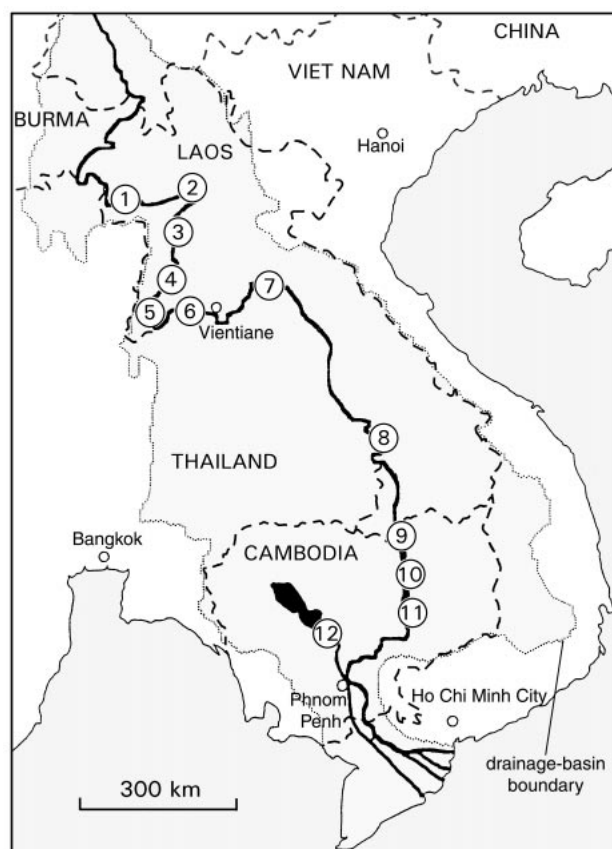 CHINA
VIET NAM
BURMA
Hanoi
LAOS
1
2
3
4
7
5
6
Vientiane
8
THAILAND
9
Bangkok
CAMBODIA
10
11
12
Phnom
Penh
Ho Chi Minh City
drainage-basin
boundary
300 km